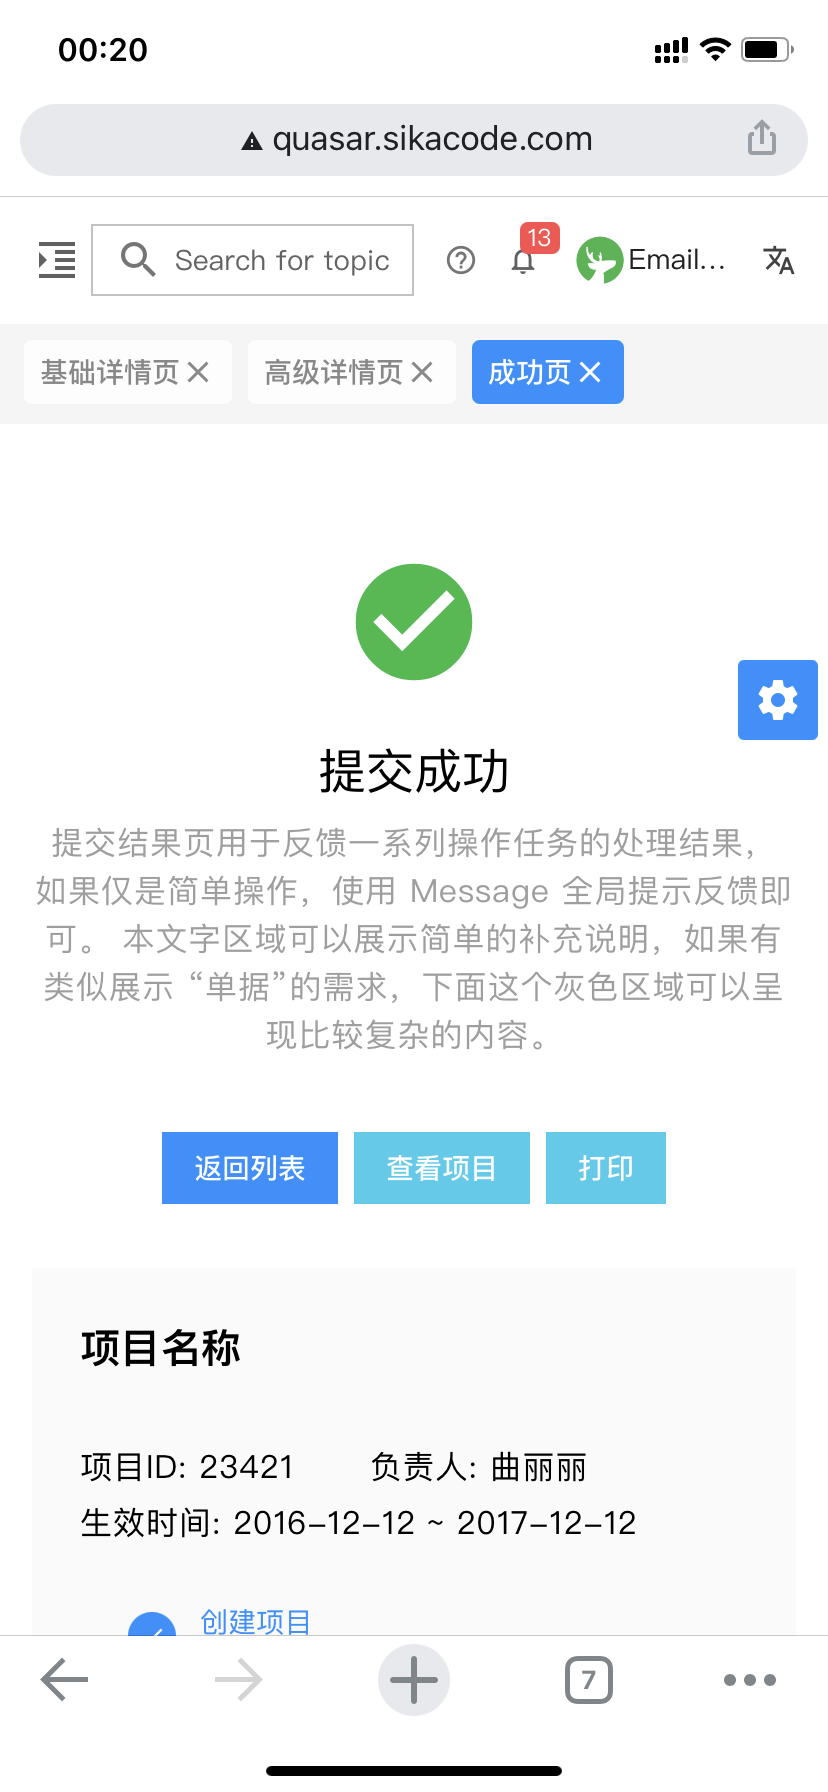 00:20
quasar.sikacode.com
Search for topic
13
Email...
基础详情页
高级详情页
成功页
提交成功
提交结果页用于反馈一系列操作任务的处理结果，
如果仅是简单操作，使用 Message 全局提示反馈即
可。 本文字区域可以展示简单的补充说明，如果有
类似展示 “单据”的需求，下面这个灰色区域可以呈
现比较复杂的内容。
返回列表
查看项目
打印
项目名称
项目ID: 23421
负责人: 曲丽丽
生效时间: 2016-12-12 ~ 2017-12-12
创建项目
7